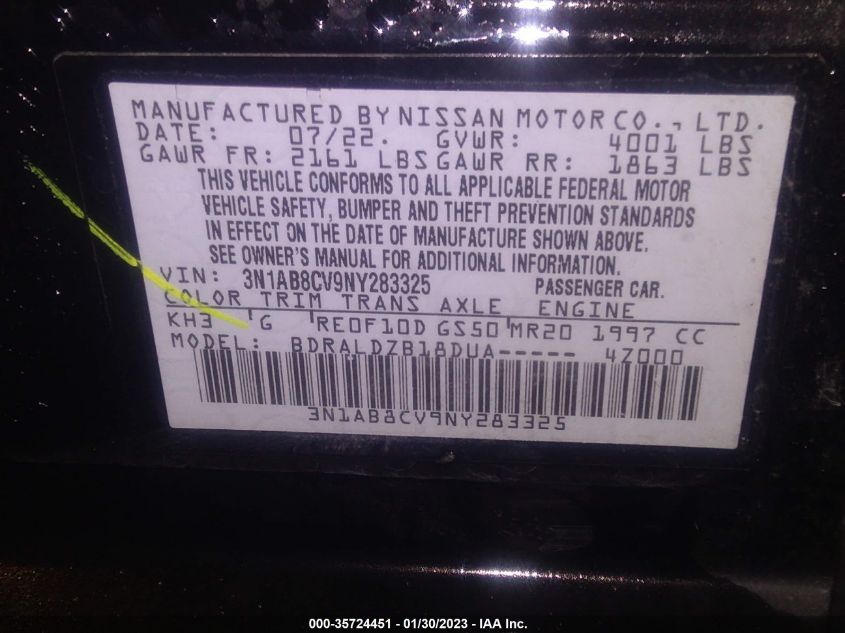 MANUFACTURED BY NISSAN MOTOR CO., LTD.
DATE: 07/22. GVWR: 4001 LBS
GAWR FR: 2161 LBS GAWR RR: 1863 LBS
THIS VEHICLE CONFORMS TO ALL APPLICABLE FEDERAL MOTOR
VEHICLE SAFETY, BUMPER AND THEFT PREVENTION STANDARDS
IN EFFECT ON THE DATE OF MANUFACTURE SHOWN ABOVE.
SEE OWNER'S MANUAL FOR ADDITIONAL INFORMATION.
VIN: 3N1AB8CV9NY283325 PASSENGER CAR.
COLOR TRIM TRANS AXLE ENGINE
KH3 G RE0F10D GS50 MR20 1997 CC
MODEL: BDRALDZB18DUA----- 4Z000
3N1AB8CV9NY283325
000-35724451 - 01/30/2023 - IAA Inc.